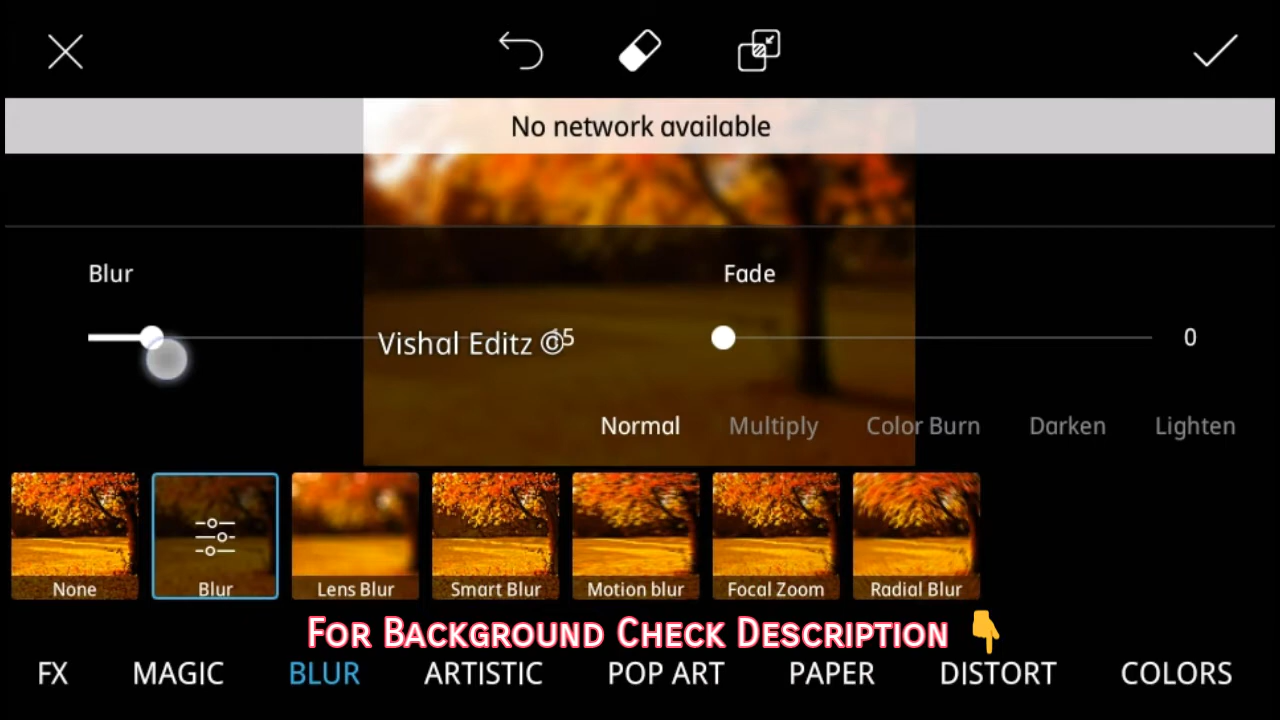 No network available
Blur
Fade
Vishal Editz ©
0
Normal Multiply Color Burn Darken Lighten
None Blur Lens Blur Smart Blur Motion blur Focal Zoom Radial Blur
For Background Check Description 👇
FX MAGIC BLUR ARTISTIC POP ART PAPER DISTORT COLORS